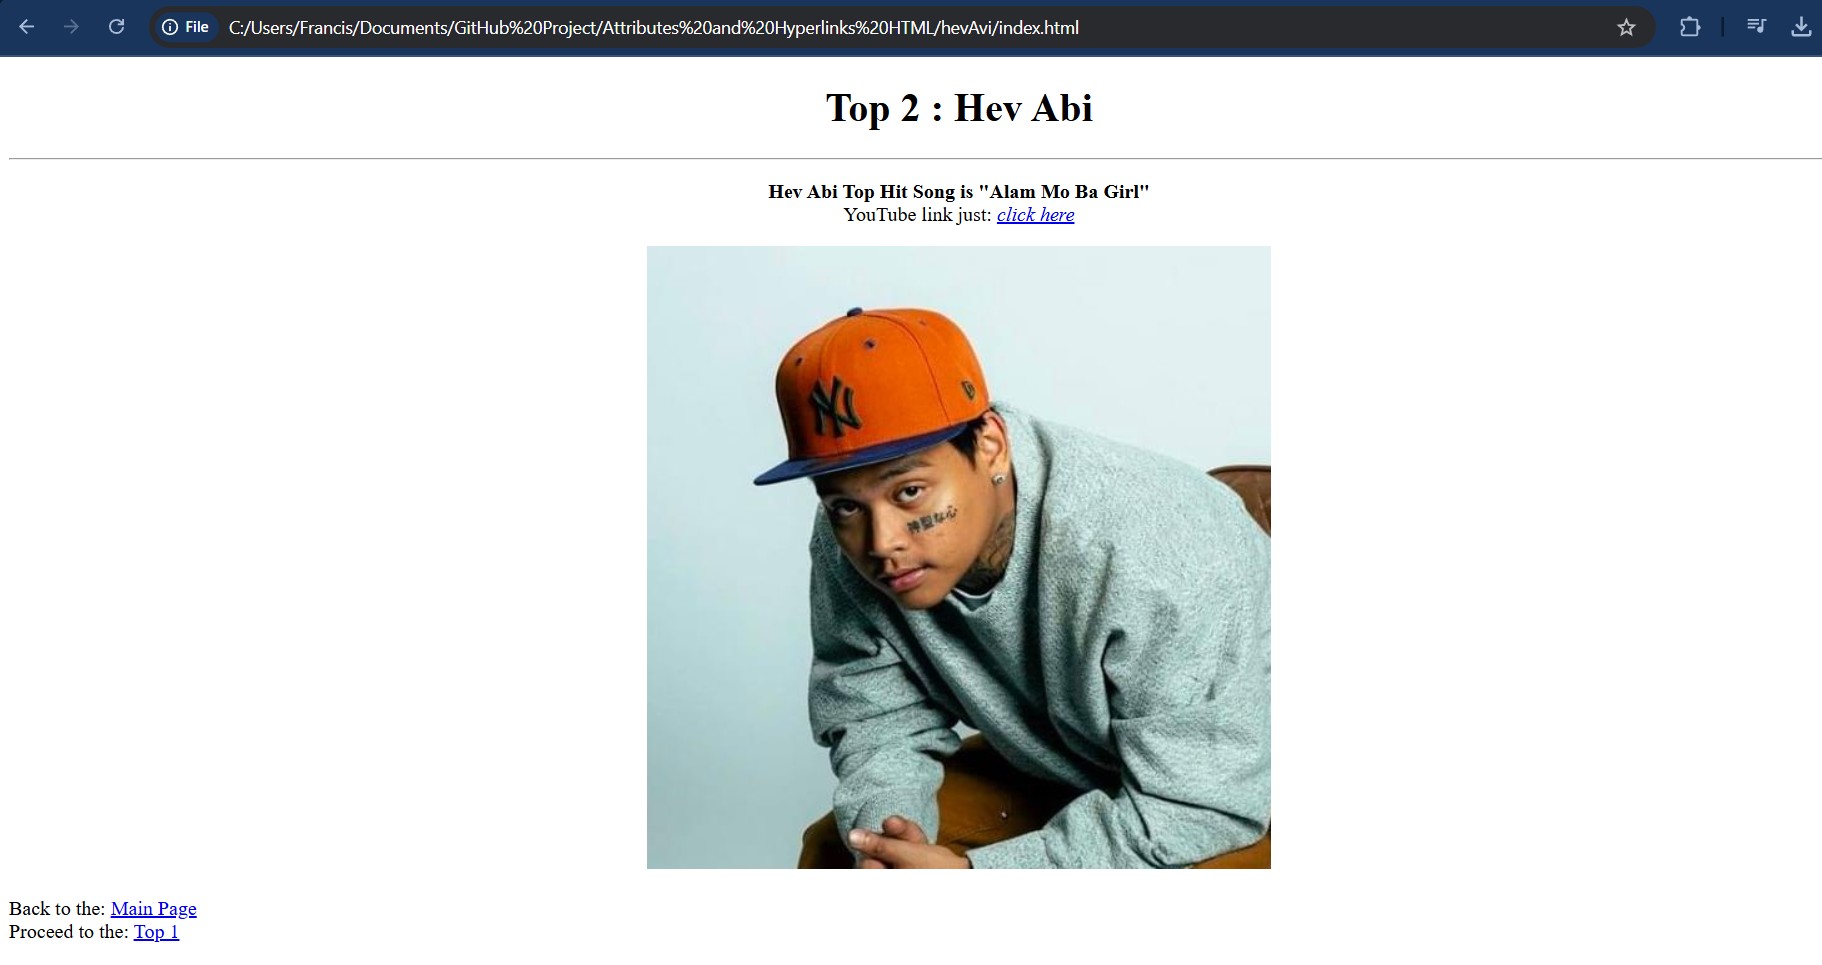 File C:/Users/Francis/Documents/GitHub%20Project/Attributes%20and%20Hyperlinks%20HTML/hevAvi/index.html
Top 2 : Hev Abi
Hev Abi Top Hit Song is "Alam Mo Ba Girl"
YouTube link just: click here
NY
Back to the: Main Page
Proceed to the: Top 1